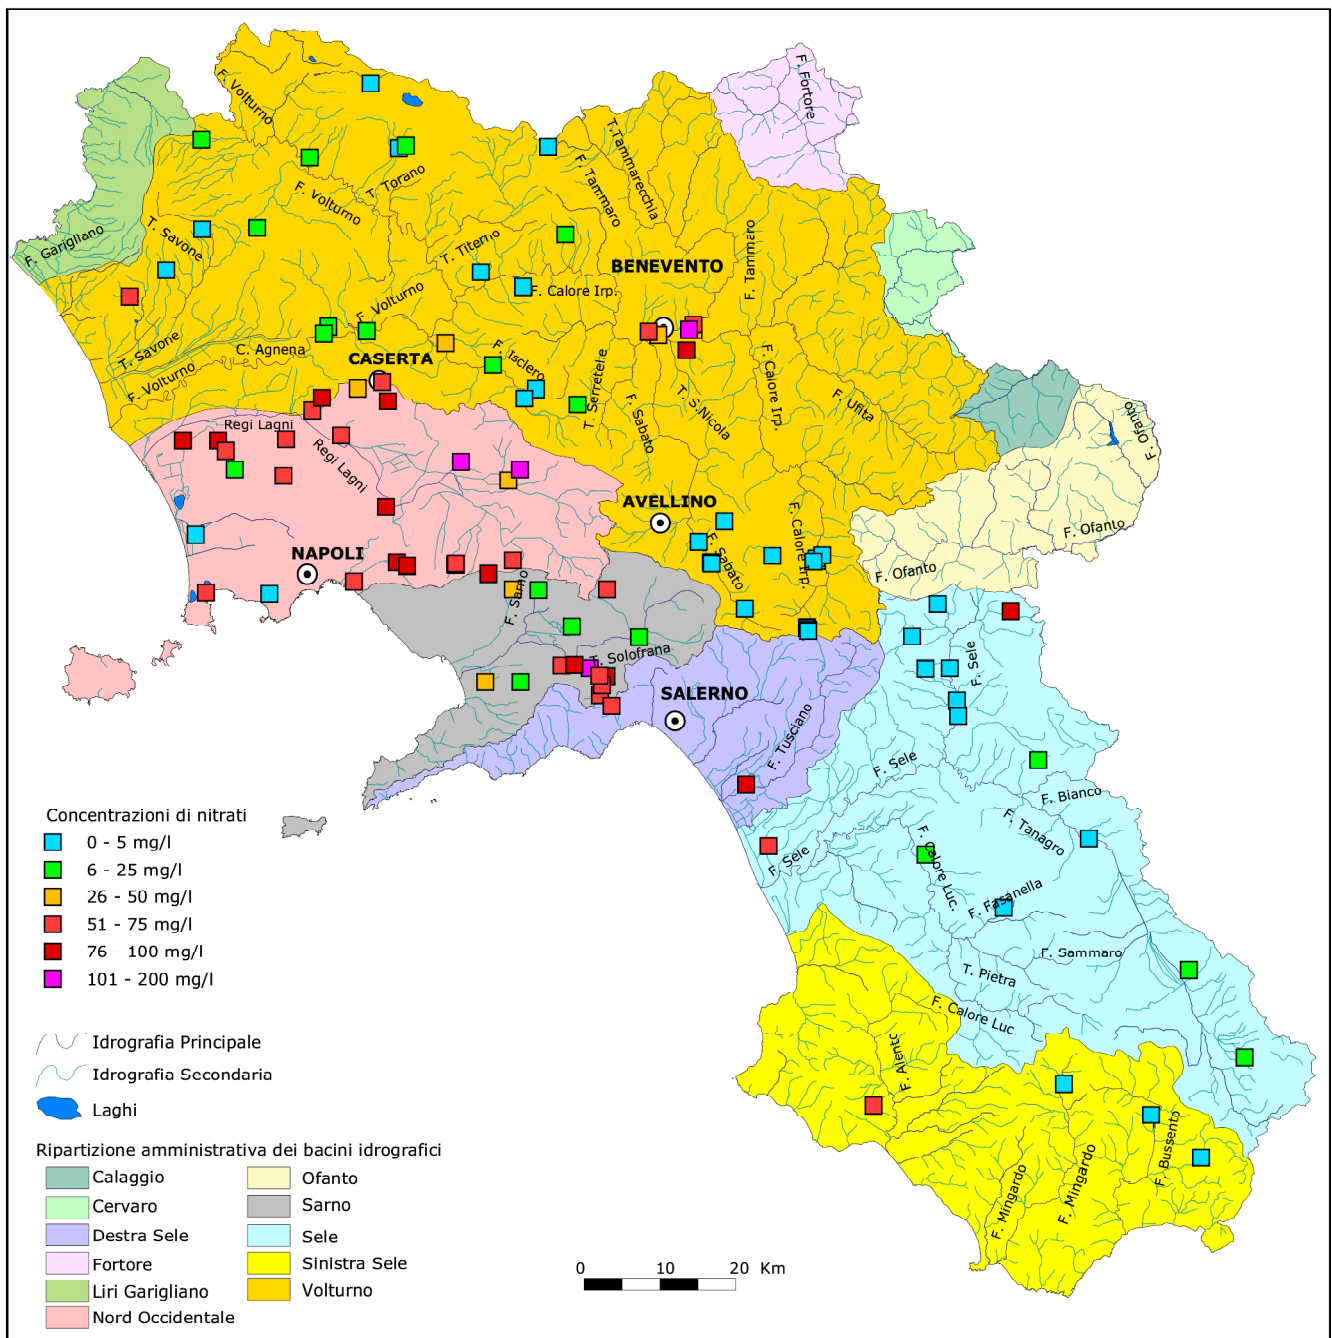 F. Fortore
F. Volturno
T.Tammarecchia
F. Tammaro
T. Torano
F. Volturno
T. Savone
F. Garigliano
T. Titerno
F. Tammaro
BENEVENTO
F. Calore Irp.
F. Volturno
T. Savone
C. Agnena
F. Isclero
CASERTA
F. Volturno
T. Serretele
F. Calore Irp.
F. Ufita
T. S.Nicola
F. Sabato
F. Ofanto
Regi Lagni
Regi Lagni
AVELLINO
F. Calore Irp.
F. Ofanto
NAPOLI
F. Sabato
F. Ofanto
F. Sarno
T. Solofrana
F. Sele
SALERNO
F. Tusciano
F. Sele
F. Bianco
F. Tanagro
F. Sele
F. Calore Luc.
F. Fasanella
F. Sammaro
T. Pietra
F. Calore Luc
F. Alento
F. Bussento
F. Mingardo
F. Mingardo
Concentrazioni di nitrati
0 - 5 mg/l
6 - 25 mg/l
26 - 50 mg/l
51 - 75 mg/l
76 - 100 mg/l
101 - 200 mg/l
Idrografia Principale
Idrografia Secondaria
Laghi
Ripartizione amministrativa dei bacini idrografici
Calaggio
Ofanto
Cervaro
Sarno
Destra Sele
Sele
Fortore
Sinistra Sele
Liri Garigliano
Volturno
Nord Occidentale
0 10 20 Km